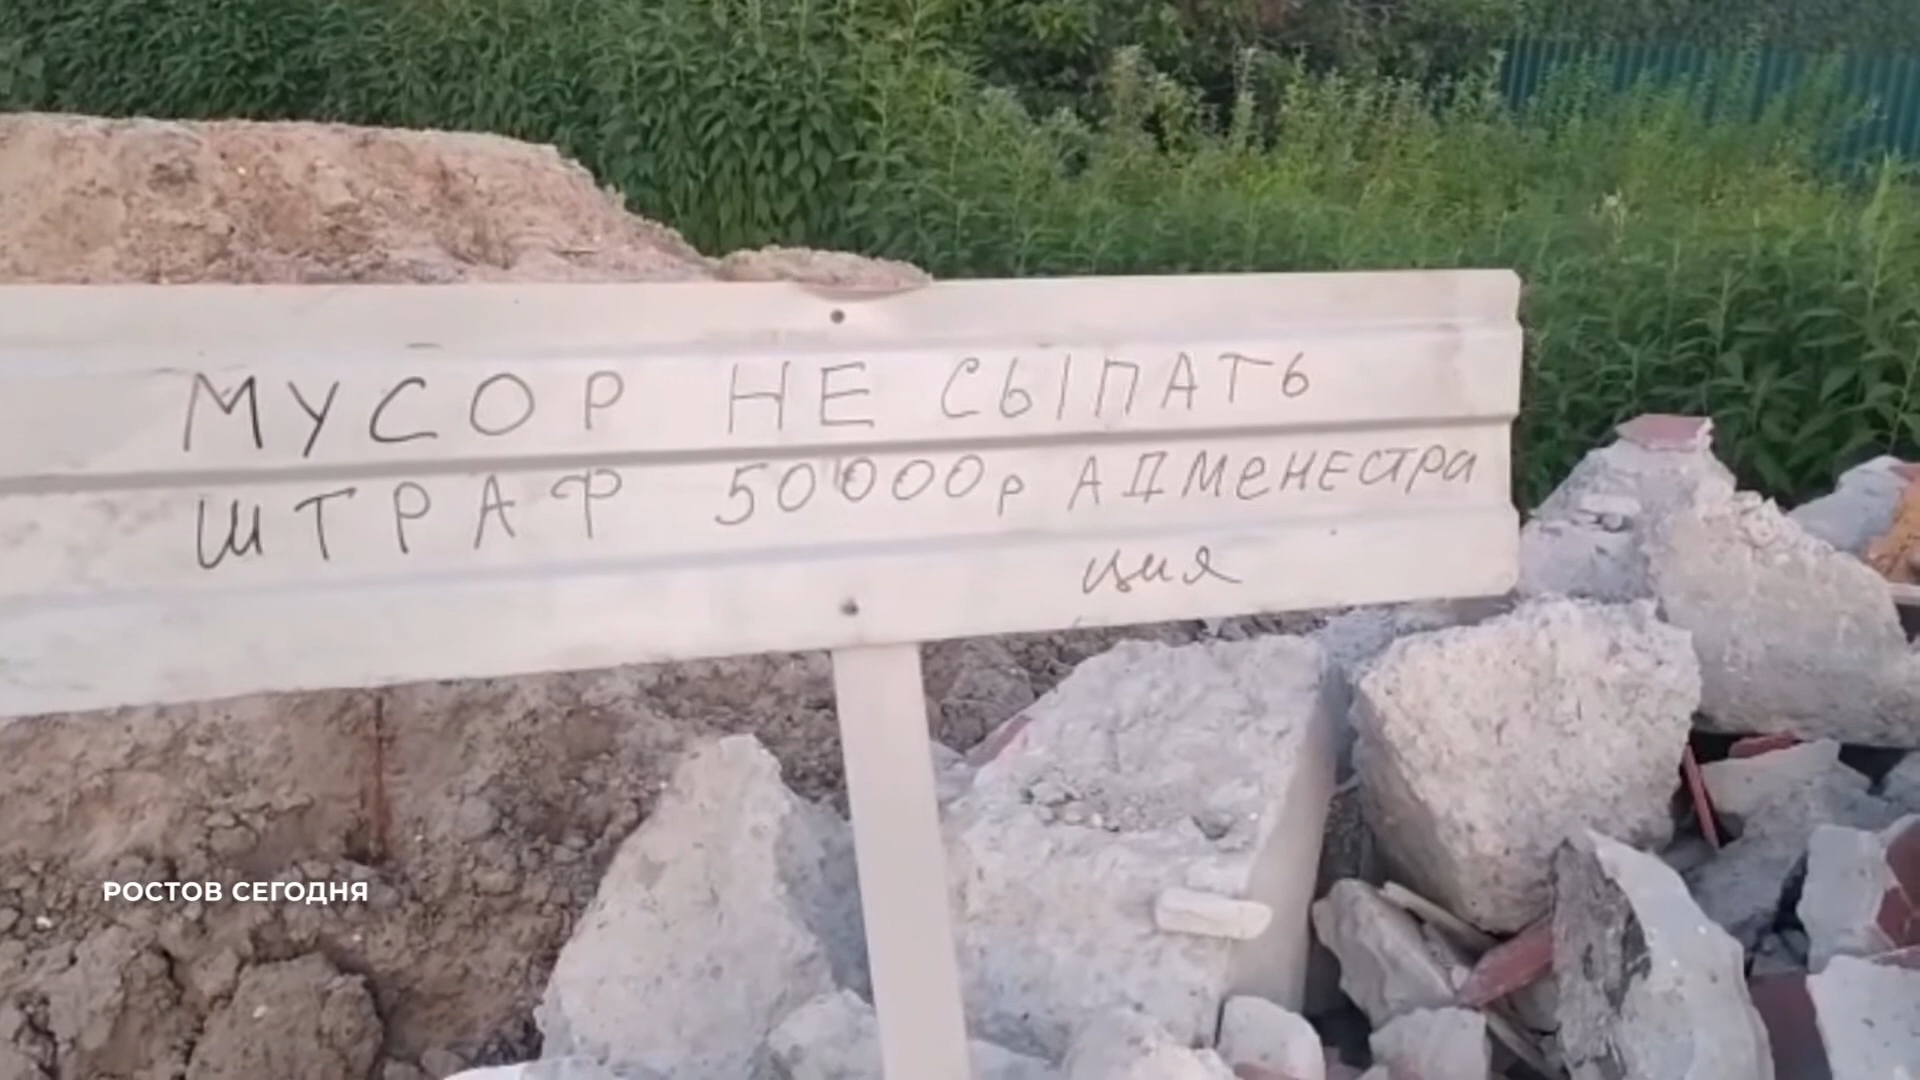 МУСОР НЕ СЫПАТЬ
ШТРАФ 50000р АДМЕНЕСТРА
ция
РОСТОВ СЕГОДНЯ